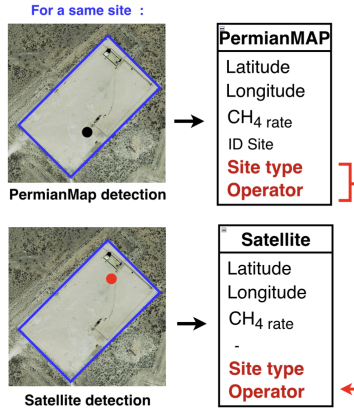 For a same site :
PermianMAP
Latitude
Longitude
CH4 rate
ID Site
Site type
Operator
PermianMap detection
Satellite
Latitude
Longitude
CH4 rate
-
Site type
Operator
Satellite detection